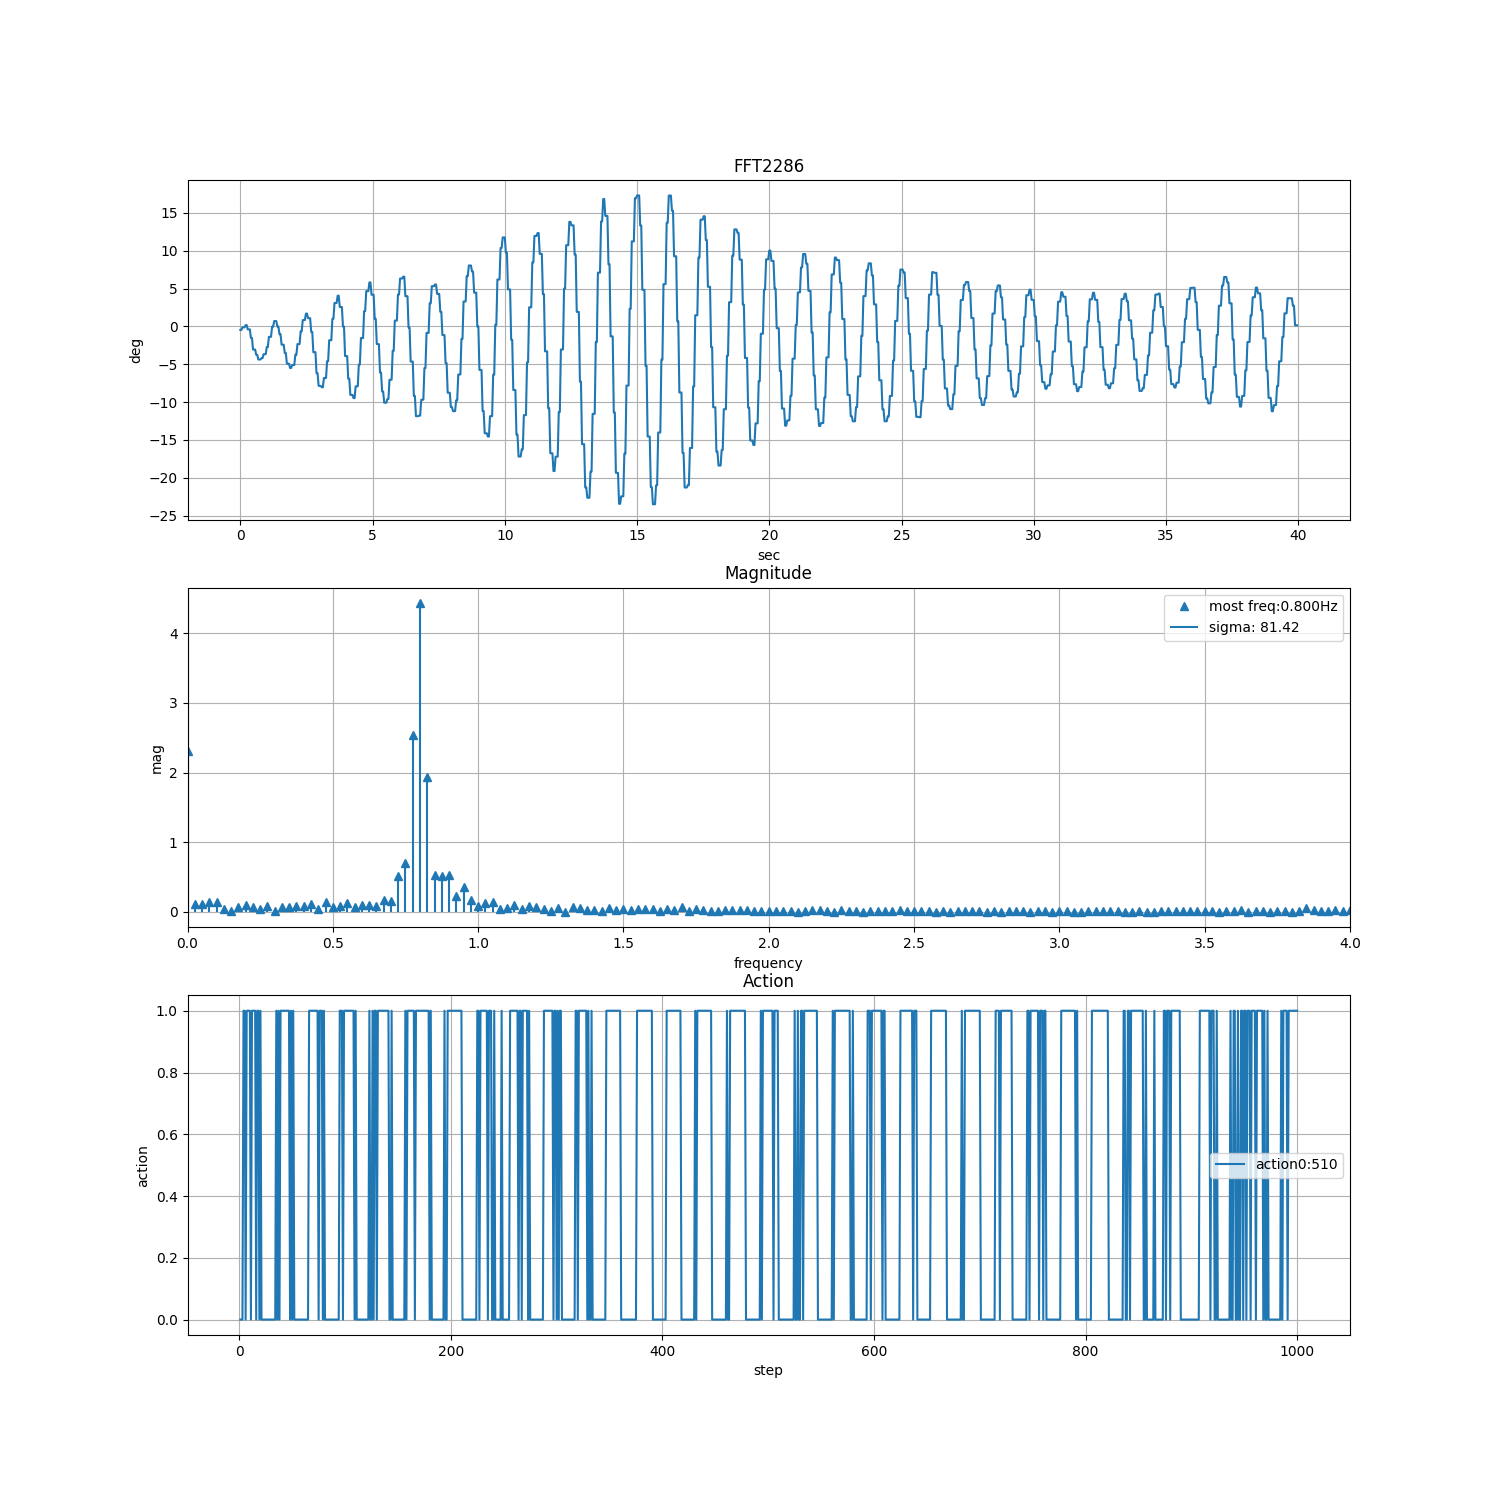 FFT2286
15
10
5
0
−5
−10
−15
−20
−25
deg
0 5 10 15 20 25 30 35 40
sec
Magnitude
most freq:0.800Hz
sigma: 81.42
4
3
2
1
0
mag
0.0 0.5 1.0 1.5 2.0 2.5 3.0 3.5 4.0
frequency
Action
1.0
0.8
0.6
0.4
0.2
0.0
action
action0:510
0 200 400 600 800 1000
step